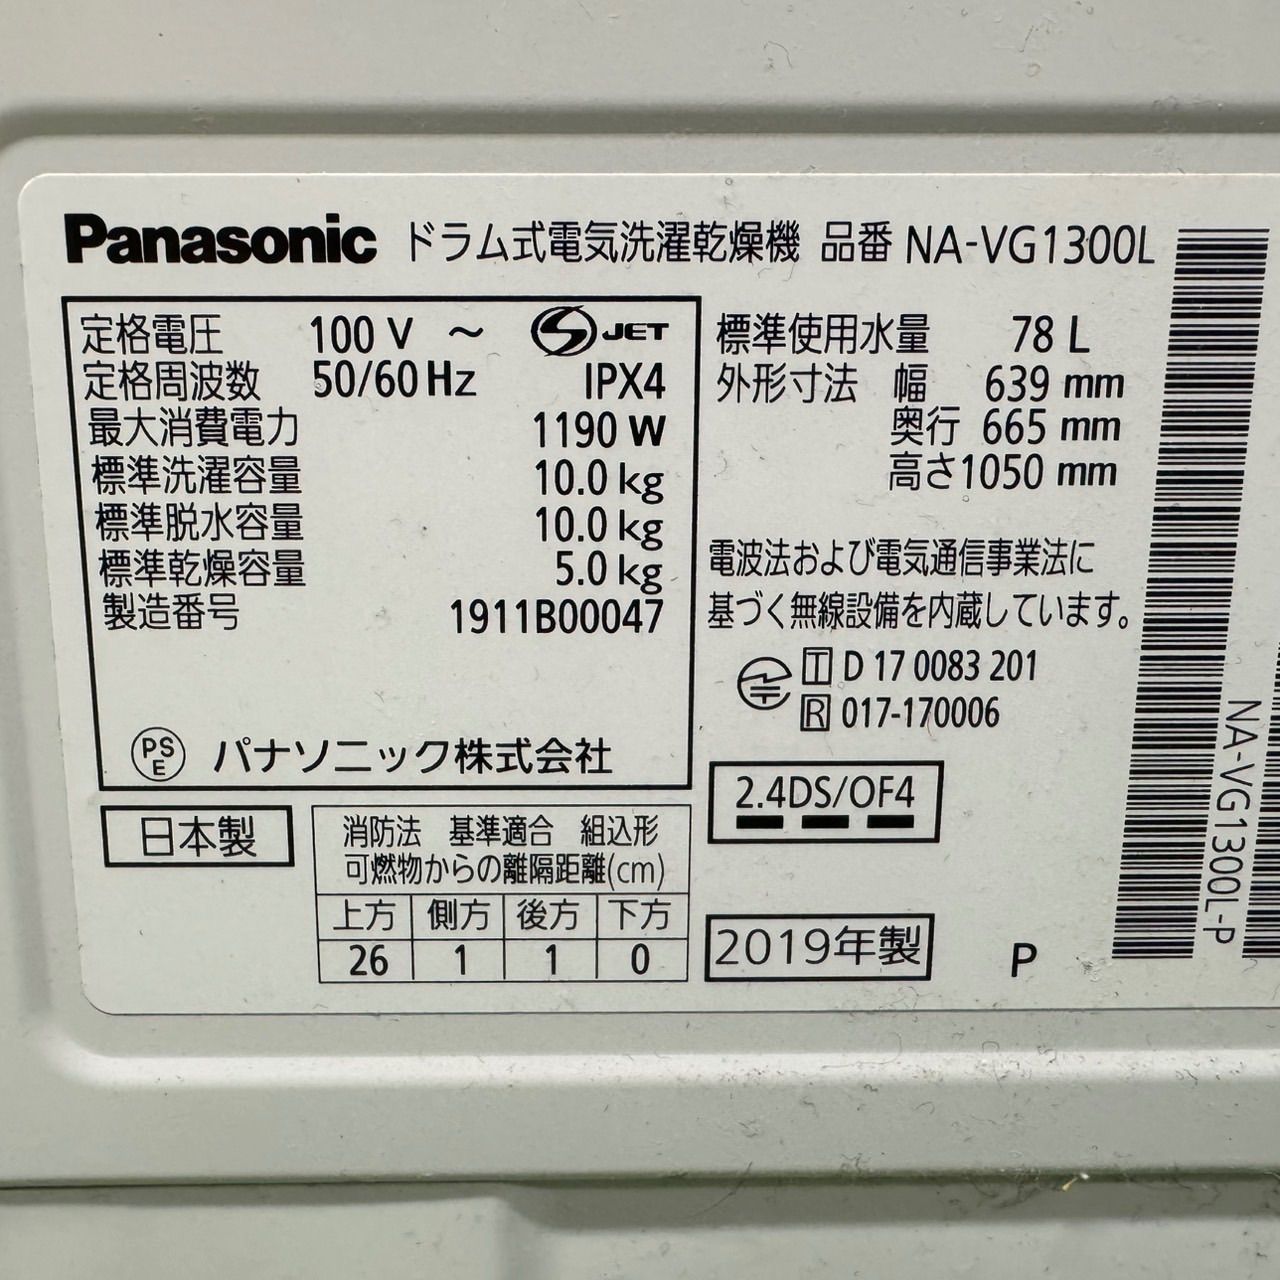 Panasonic ドラム式電気洗濯乾燥機 品番 NA-VG1300L
定格電圧 100 V ～ S JET
定格周波数 50/60 Hz IPX4
最大消費電力 1190 W
標準洗濯容量 10.0 kg
標準脱水容量 10.0 kg
標準乾燥容量 5.0 kg
製造番号 1911B00047
PS
E パナソニック株式会社
標準使用水量 78 L
外形寸法 幅 639 mm
奥行 665 mm
高さ 1050 mm
電波法および電気通信事業法に
基づく無線設備を内蔵しています。
T D 17 0083 201
R 017-170006
2.4DS/OF4
日本製
消防法 基準適合 組込形
可燃物からの離隔距離(cm)
上方 側方 後方 下方
26 1 1 0
2019年製
P
NA-VG1300L-P